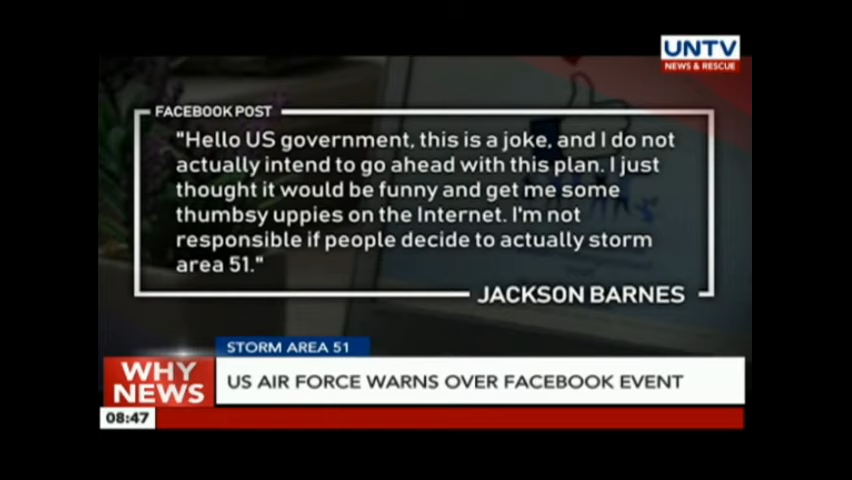 UNTV
NEWS & RESCUE
FACEBOOK POST
"Hello US government, this is a joke, and I do not
actually intend to go ahead with this plan. I just
thought it would be funny and get me some
thumbsy uppies on the Internet. I'm not
responsible if people decide to actually storm
area 51."
JACKSON BARNES
STORM AREA 51
WHY
NEWS
US AIR FORCE WARNS OVER FACEBOOK EVENT
08:47